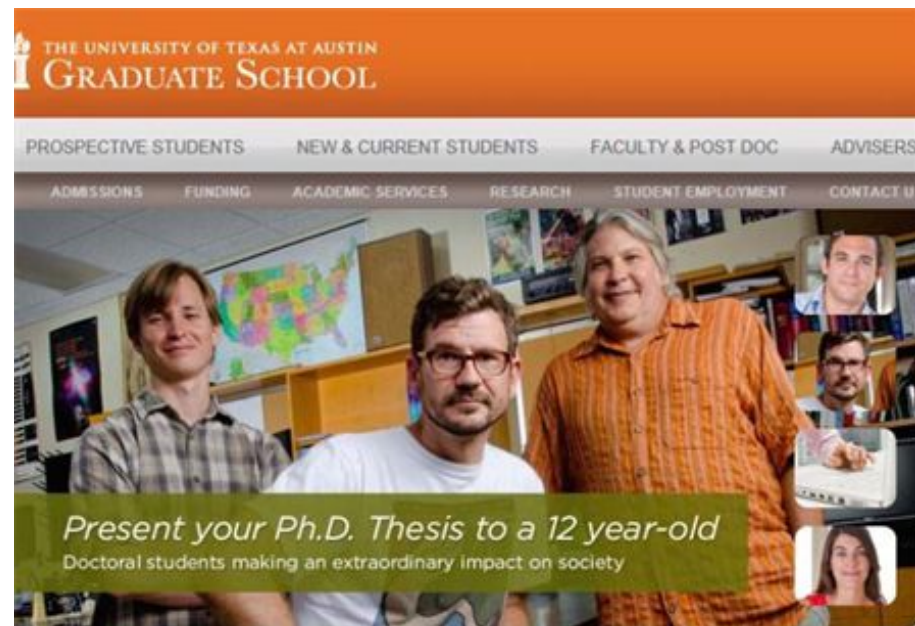 THE UNIVERSITY OF TEXAS AT AUSTIN
GRADUATE SCHOOL
PROSPECTIVE STUDENTS NEW & CURRENT STUDENTS FACULTY & POST DOC ADVISERS
ADMISSIONS FUNDING ACADEMIC SERVICES RESEARCH STUDENT EMPLOYMENT CONTACT U
Present your Ph.D. Thesis to a 12 year-old
Doctoral students making an extraordinary impact on society